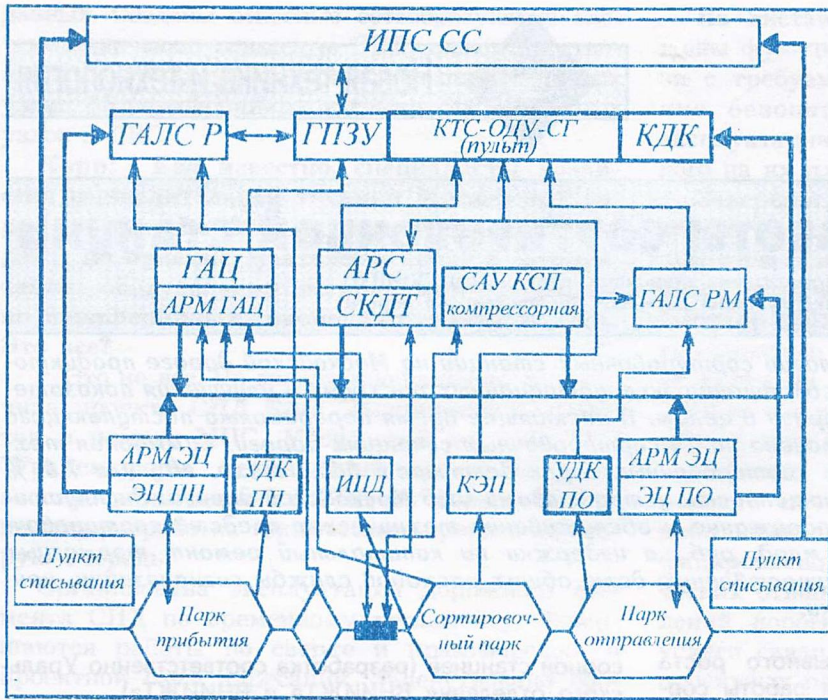 ИПС СС
ГАЛС Р
ГПЗУ
КТС-ОДУ-СГ
(пульт)
КДК
ГАЦ
АРМ ГАЦ
АРС
СКДТ
САУ КСП
компрессорная
ГАЛС РМ
АРМ ЭЦ
ЭЦ ПП
УДК
ПП
ИПД
КЗП
УДК
ПО
АРМ ЭЦ
ЭЦ ПО
Пункт
списывания
Парк
прибытия
Сортировоч-
ный парк
Парк
отправления
Пункт
списывания